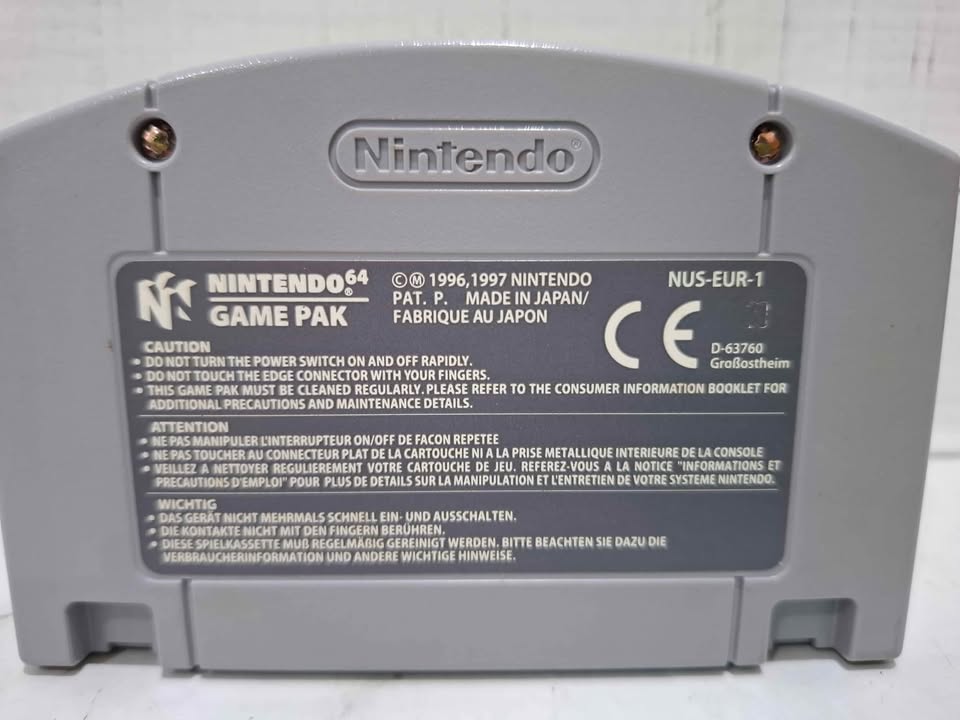 Nintendo®
NINTENDO⁶⁴®
GAME PAK
©Ⓜ 1996,1997 NINTENDO
PAT. P. MADE IN JAPAN/
FABRIQUE AU JAPON
NUS-EUR-1
CE
D-63760
Großostheim
CAUTION
• DO NOT TURN THE POWER SWITCH ON AND OFF RAPIDLY.
• DO NOT TOUCH THE EDGE CONNECTOR WITH YOUR FINGERS.
• THIS GAME PAK MUST BE CLEANED REGULARLY. PLEASE REFER TO THE CONSUMER INFORMATION BOOKLET FOR
ADDITIONAL PRECAUTIONS AND MAINTENANCE DETAILS.
ATTENTION
• NE PAS MANIPULER L'INTERRUPTEUR ON/OFF DE FACON REPETEE
• NE PAS TOUCHER AU CONNECTEUR PLAT DE LA CARTOUCHE NI A LA PRISE METALLIQUE INTERIEURE DE LA CONSOLE
• VEILLEZ A NETTOYER REGULIEREMENT VOTRE CARTOUCHE DE JEU. REFEREZ-VOUS A LA NOTICE "INFORMATIONS ET
PRECAUTIONS D'EMPLOI" POUR PLUS DE DETAILS SUR LA MANIPULATION ET L'ENTRETIEN DE VOTRE SYSTEME NINTENDO.
WICHTIG
• DAS GERÄT NICHT MEHRMALS SCHNELL EIN- UND AUSSCHALTEN.
• DIE KONTAKTE NICHT MIT DEN FINGERN BERÜHREN.
• DIESE SPIELKASSETTE MUß REGELMÄßIG GEREINIGT WERDEN. BITTE BEACHTEN SIE DAZU DIE
VERBRAUCHERINFORMATION UND ANDERE WICHTIGE HINWEISE.